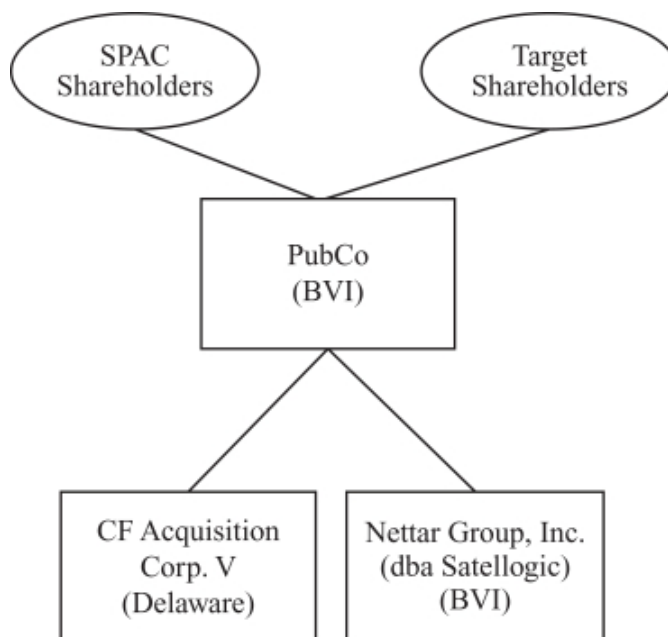 SPAC
Shareholders
Target
Shareholders
PubCo
(BVI)
CF Acquisition
Corp. V
(Delaware)
Nettar Group, Inc.
(dba Satellogic)
(BVI)